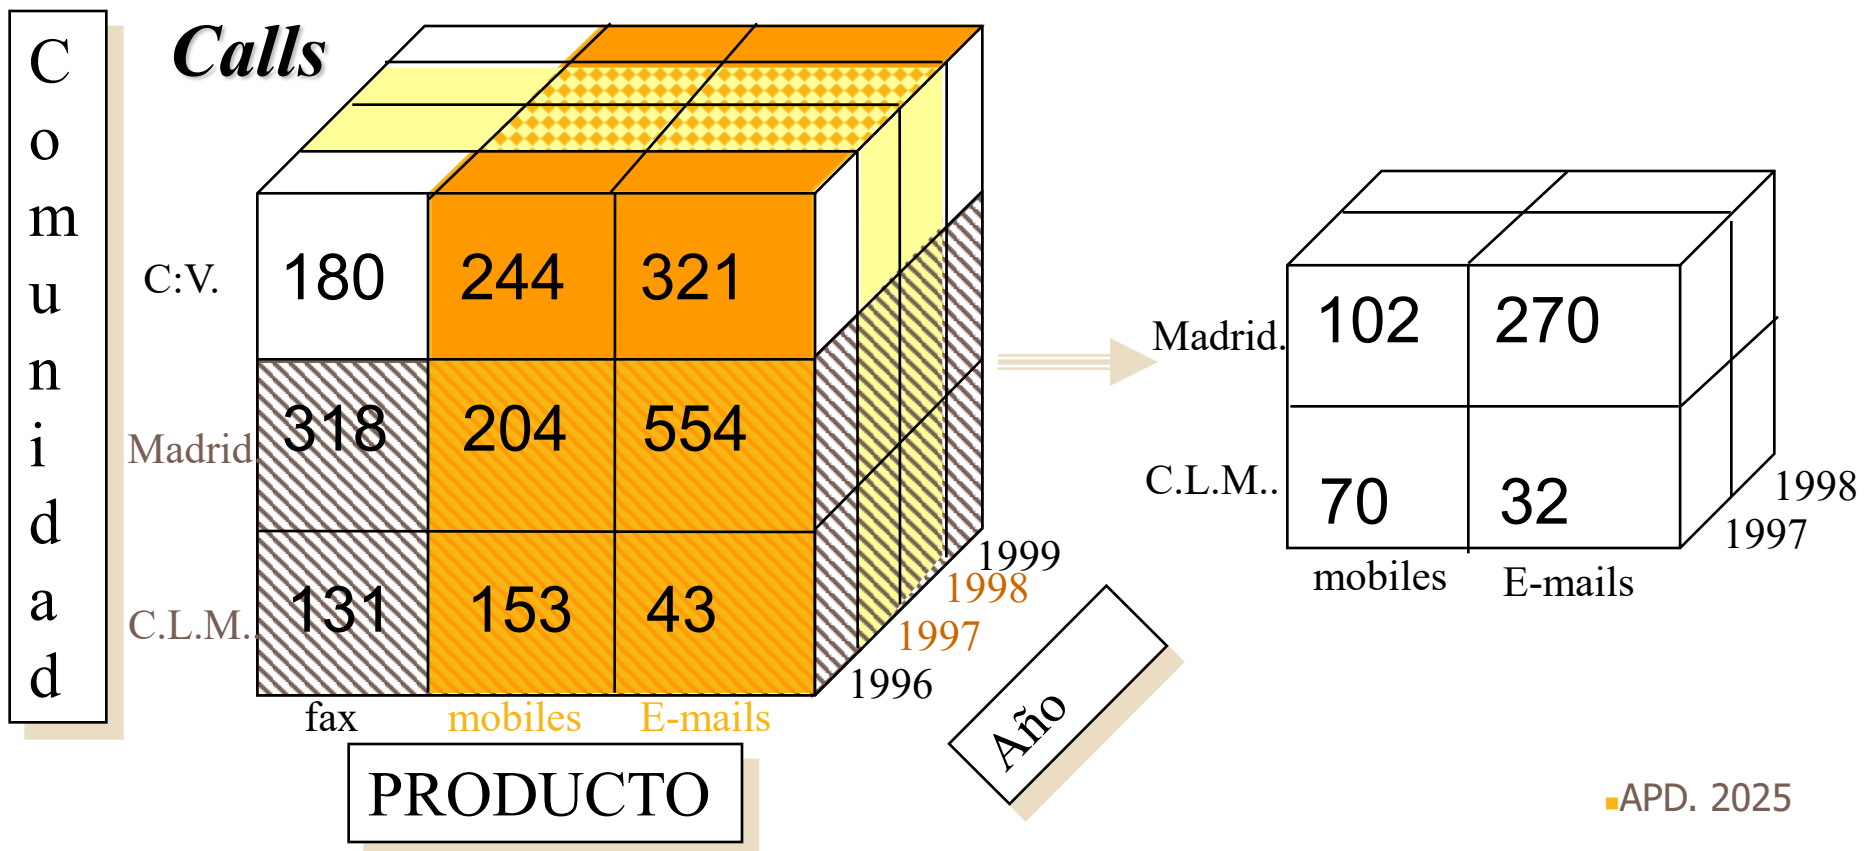 Comunidad
Calls
C:V.
180 244 321
Madrid.
318 204 554
C.L.M..
131 153 43
fax mobiles E-mails
1999
1998
1997
1996
PRODUCTO
Año
Madrid.
102 270
C.L.M..
70 32
mobiles E-mails
1998
1997
APD. 2025